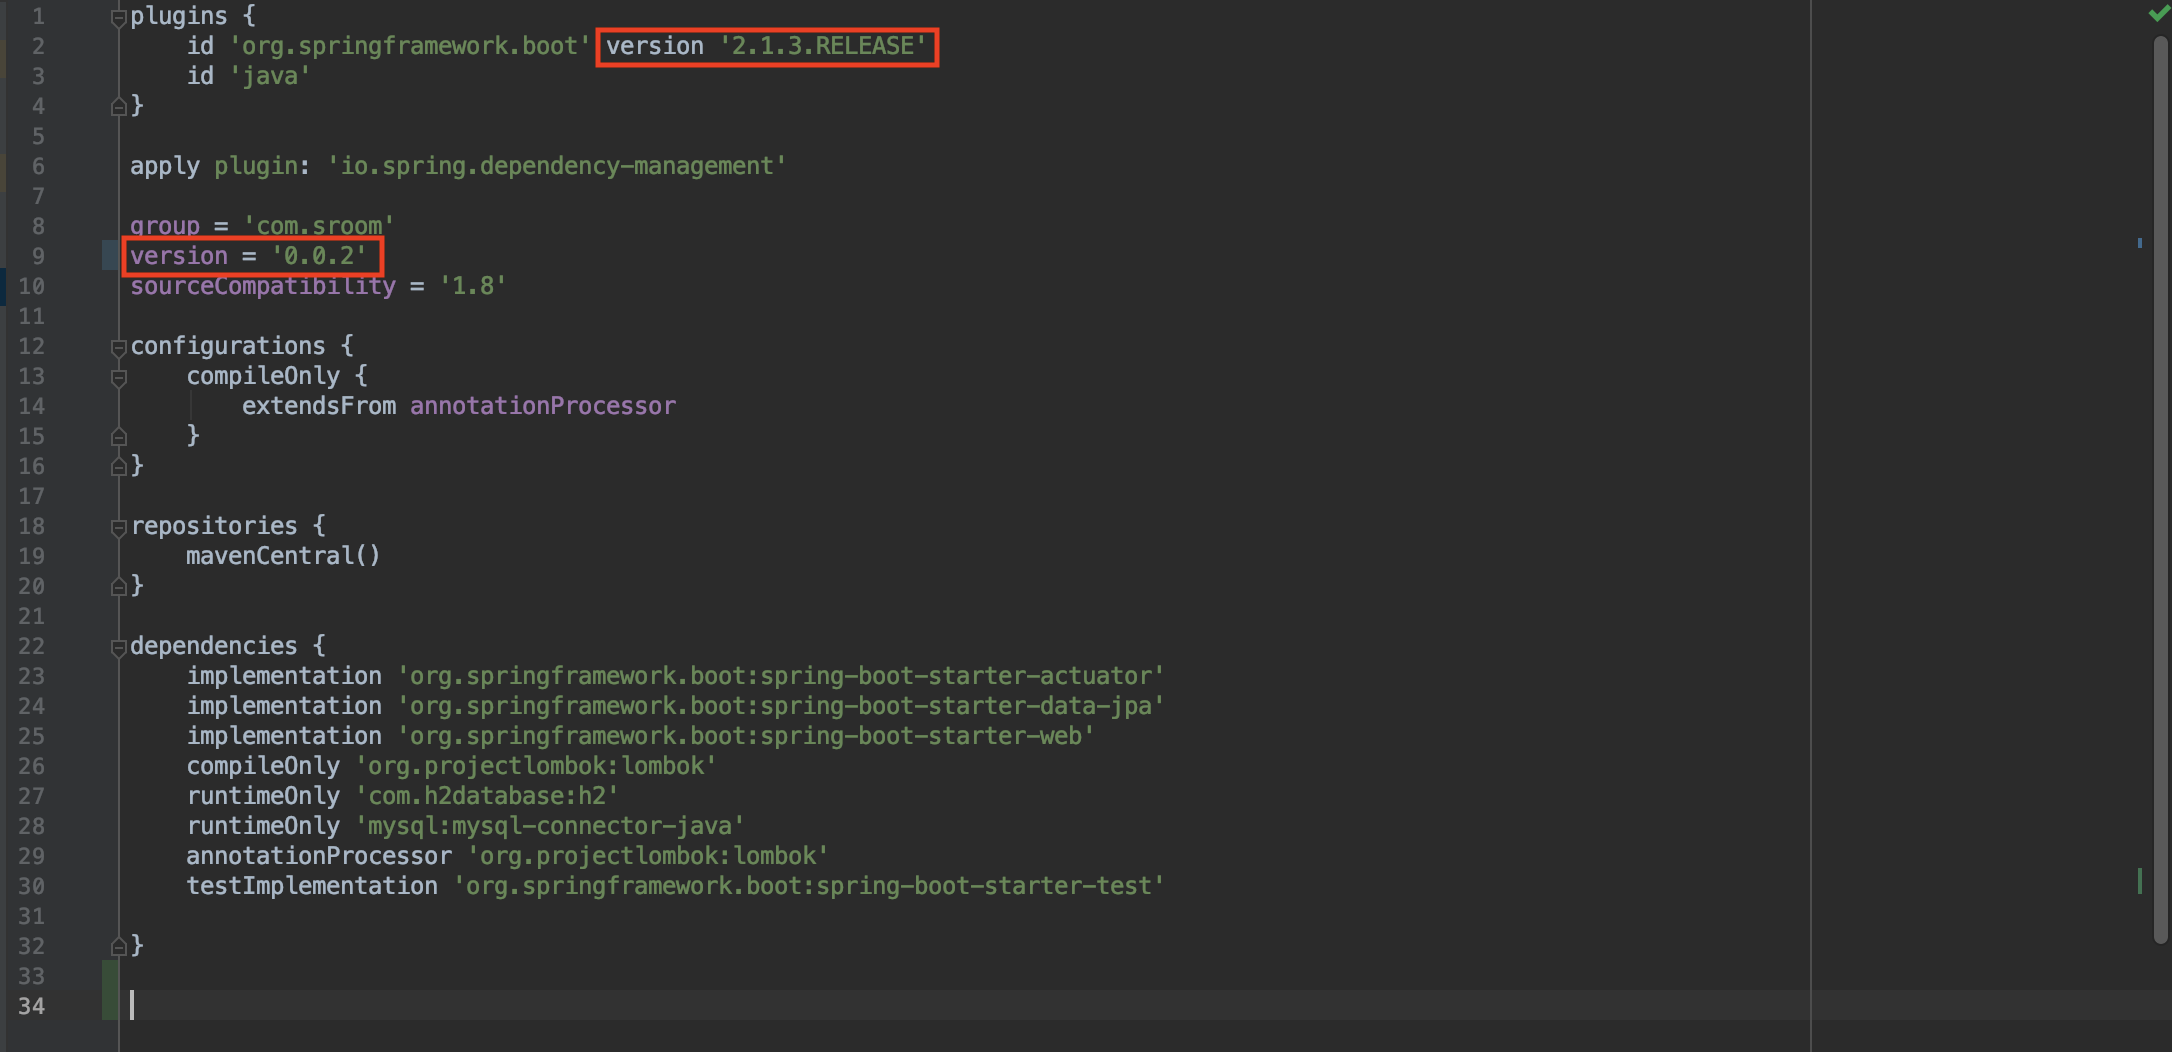 1 plugins {
2     id 'org.springframework.boot' version '2.1.3.RELEASE'
3     id 'java'
4 }
5
6 apply plugin: 'io.spring.dependency-management'
7
8 group = 'com.sroom'
9 version = '0.0.2'
10 sourceCompatibility = '1.8'
11
12 configurations {
13     compileOnly {
14         extendsFrom annotationProcessor
15     }
16 }
17
18 repositories {
19     mavenCentral()
20 }
21
22 dependencies {
23     implementation 'org.springframework.boot:spring-boot-starter-actuator'
24     implementation 'org.springframework.boot:spring-boot-starter-data-jpa'
25     implementation 'org.springframework.boot:spring-boot-starter-web'
26     compileOnly 'org.projectlombok:lombok'
27     runtimeOnly 'com.h2database:h2'
28     runtimeOnly 'mysql:mysql-connector-java'
29     annotationProcessor 'org.projectlombok:lombok'
30     testImplementation 'org.springframework.boot:spring-boot-starter-test'
31
32 }
33
34